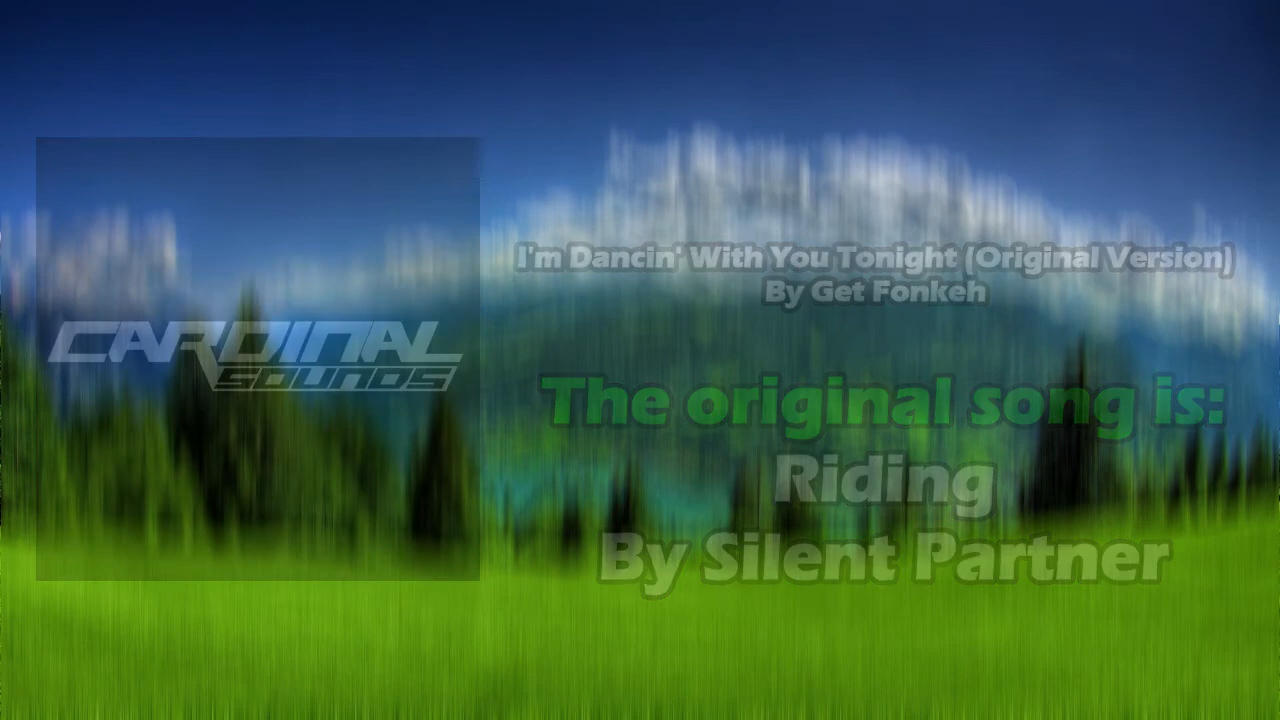 CARDINAL
SOUNDS
I'm Dancin' With You Tonight (Original Version)
By Get Fonkeh
The original song is:
Riding
By Silent Partner